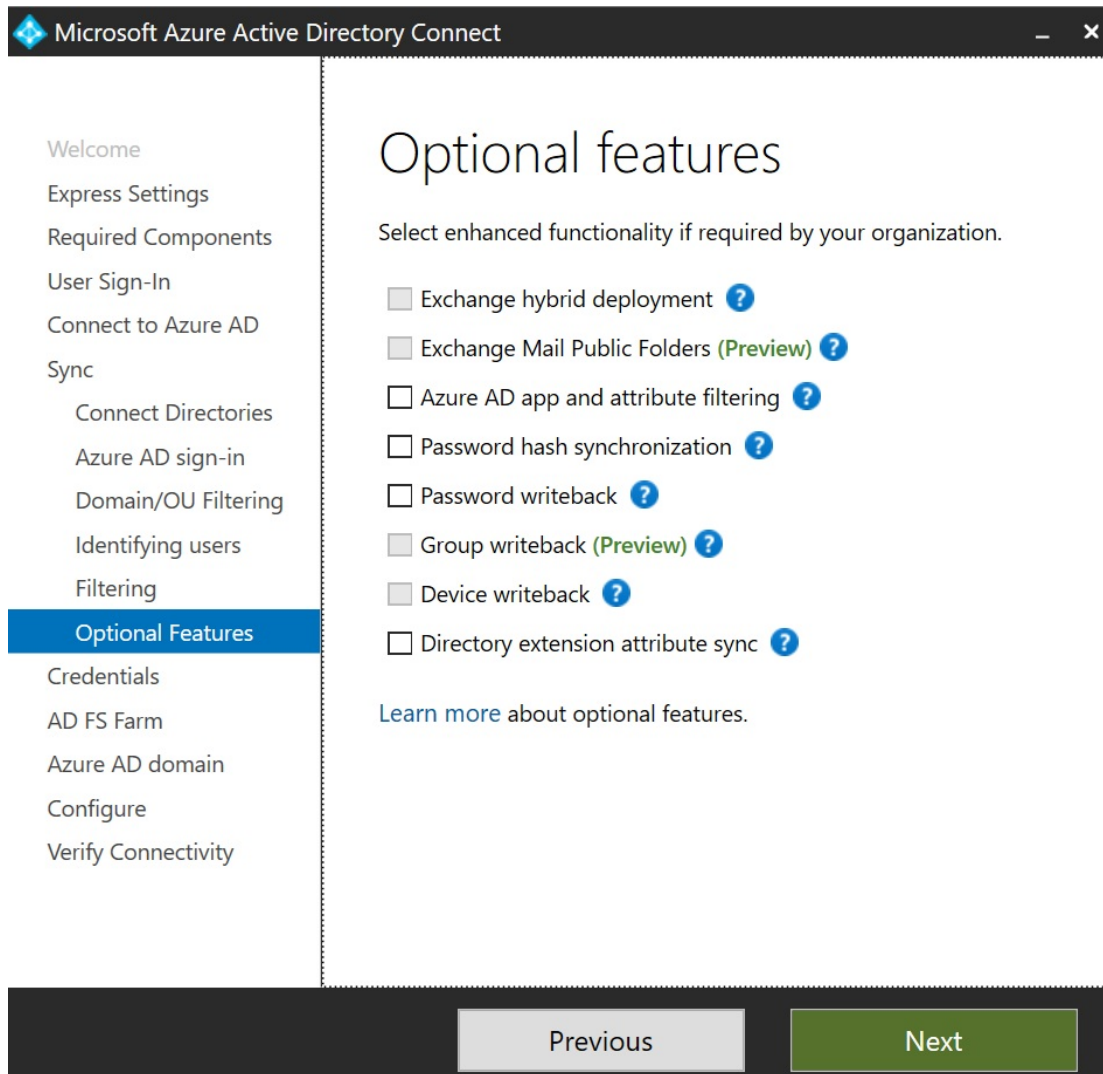 Microsoft Azure Active Directory Connect
Welcome
Express Settings
Required Components
User Sign-In
Connect to Azure AD
Sync
Connect Directories
Azure AD sign-in
Domain/OU Filtering
Identifying users
Filtering
Optional Features
Credentials
AD FS Farm
Azure AD domain
Configure
Verify Connectivity
Optional features
Select enhanced functionality if required by your organization.
Exchange hybrid deployment ?
Exchange Mail Public Folders (Preview) ?
Azure AD app and attribute filtering ?
Password hash synchronization ?
Password writeback ?
Group writeback (Preview) ?
Device writeback ?
Directory extension attribute sync ?
Learn more about optional features.
Previous
Next